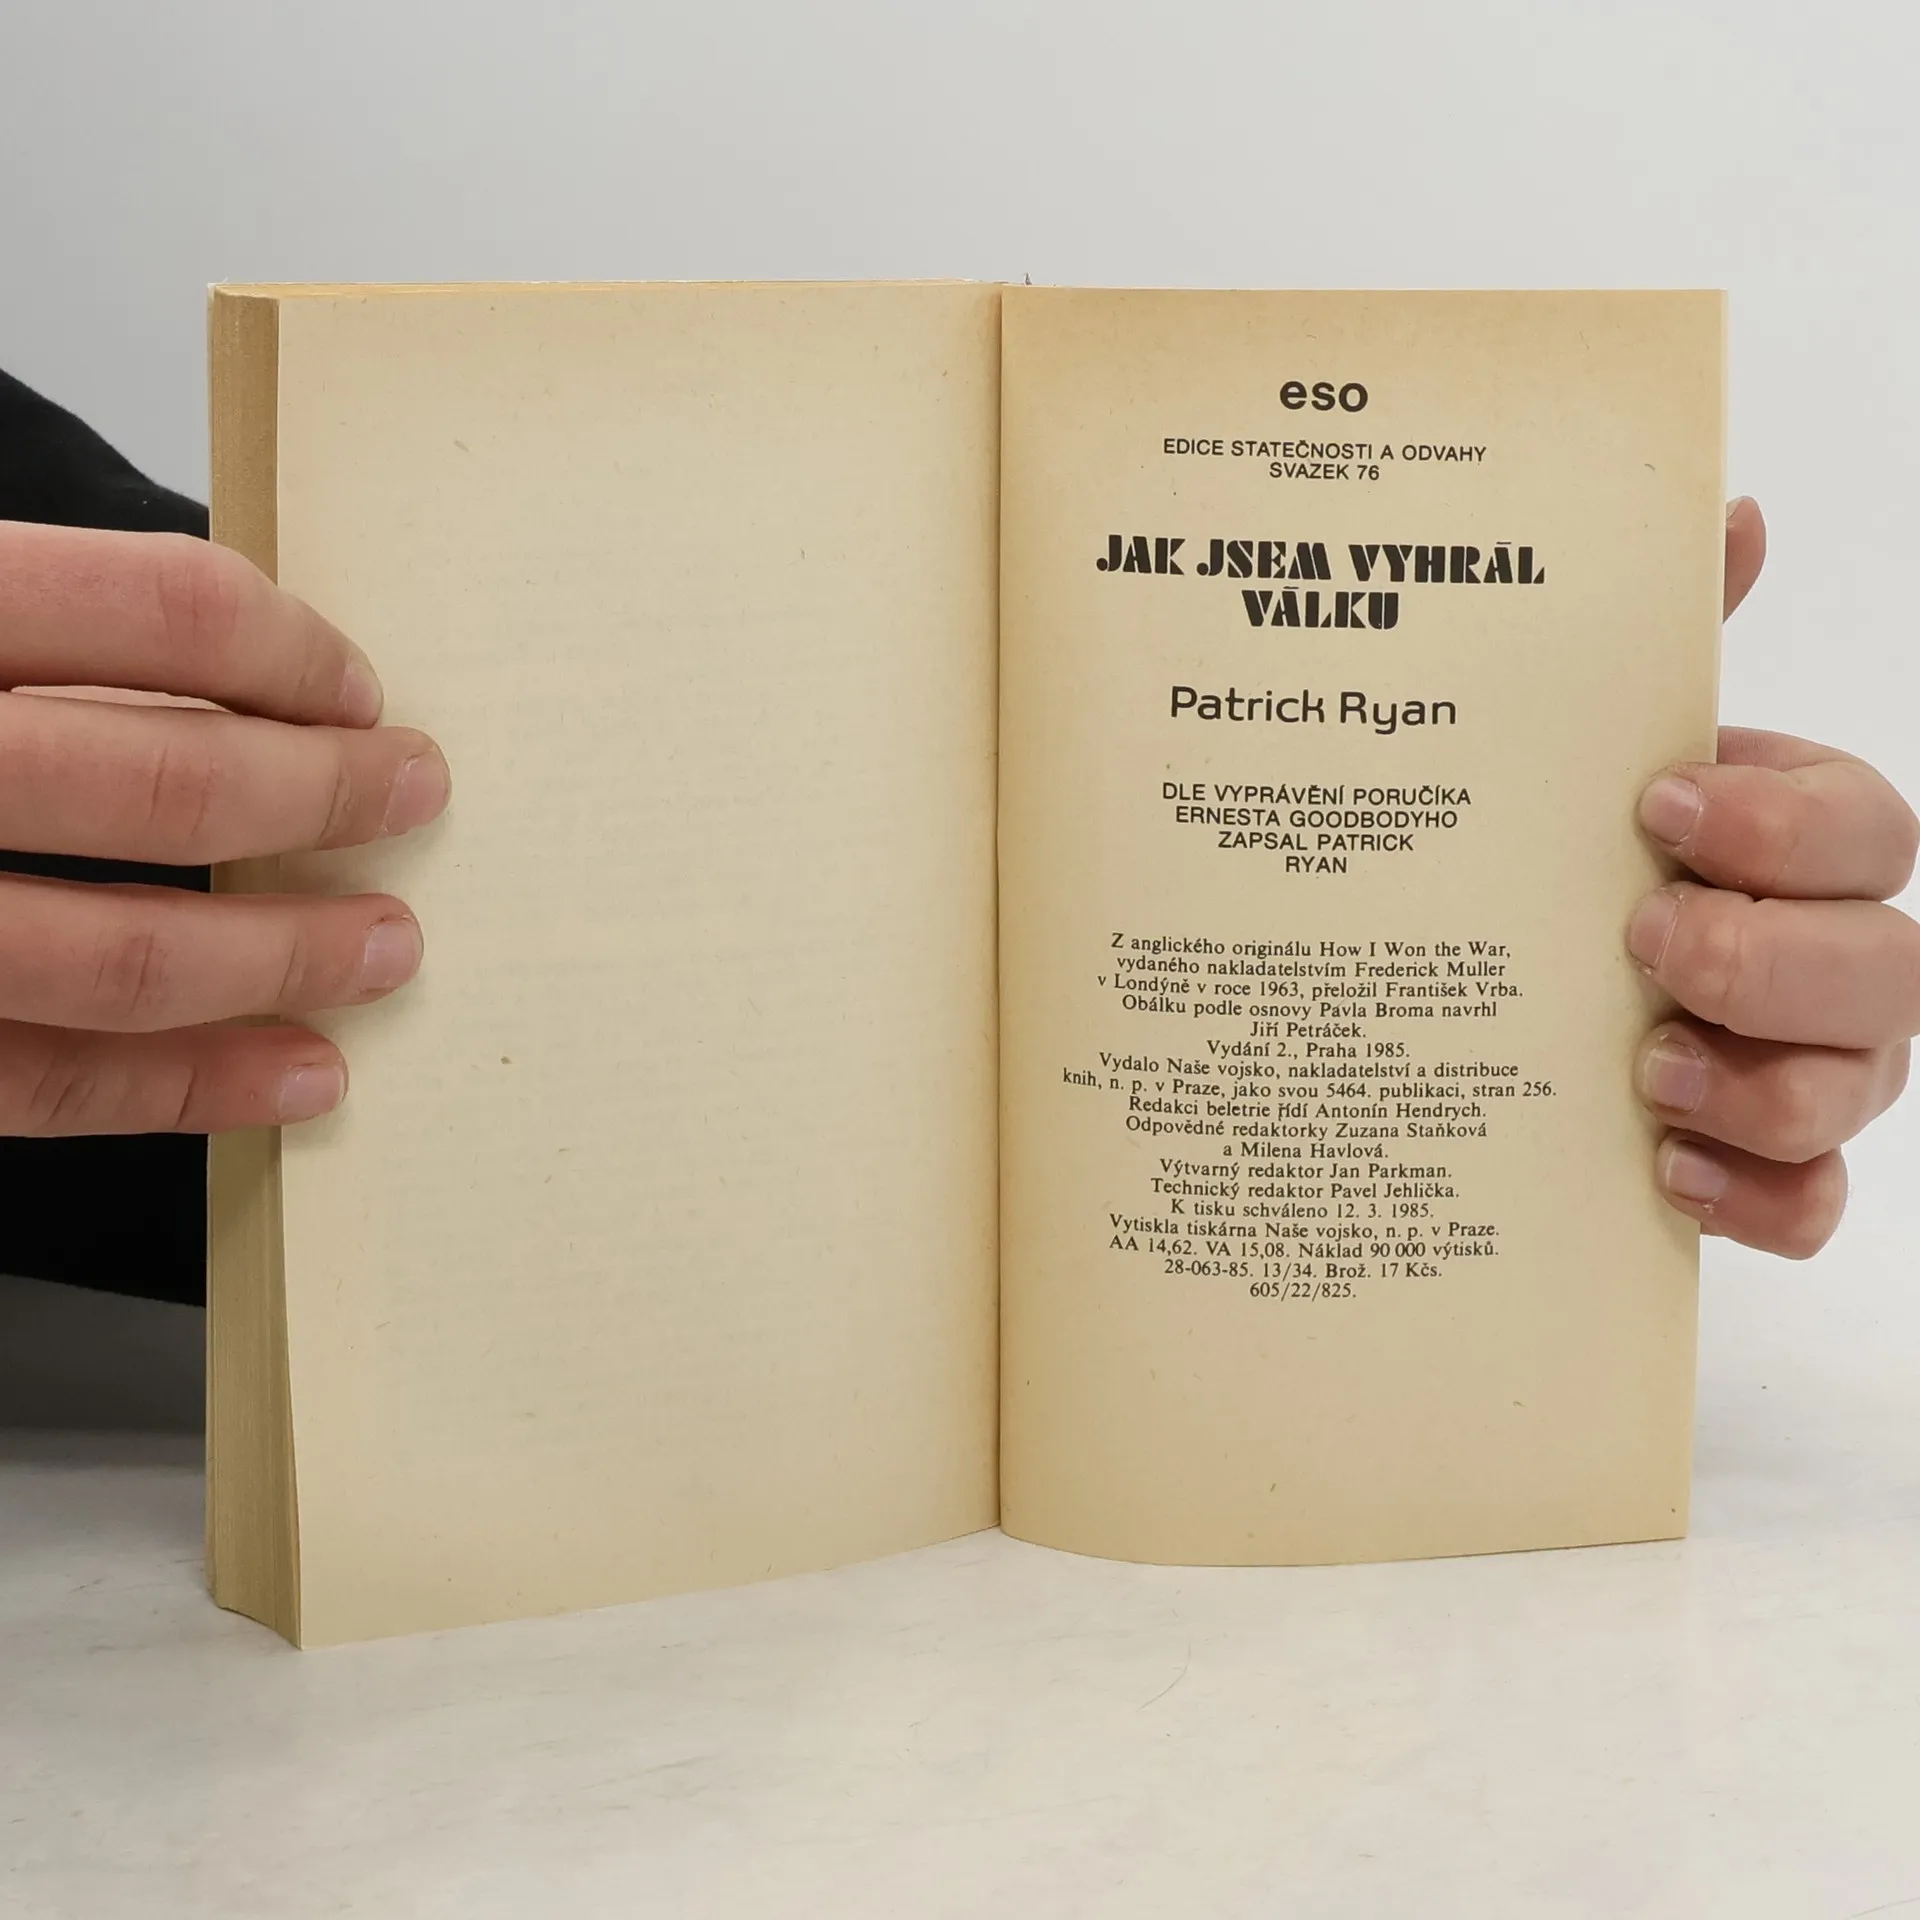 eso
EDICE STATEČNOSTI A ODVAHY
SVAZEK 76
JAK JSEM VYHRÁL
VÁLKU
Patrick Ryan
DLE VYPRÁVĚNÍ PORUČÍKA
ERNESTA GOODBODYHO
ZAPSAL PATRICK
RYAN
Z anglického originálu How I Won the War,
vydaného nakladatelstvím Frederick Muller
v Londýně v roce 1963, přeložil František Vrba.
Obálku podle osnovy Pavla Broma navrhl
Jiří Petráček.
Vydání 2., Praha 1985.
Vydalo Naše vojsko, nakladatelství a distribuce
knih, n. p. v Praze, jako svou 5464. publikaci, stran 256.
Redakci beletrie řídí Antonín Hendrych.
Odpovědné redaktorky Zuzana Staňková
a Milena Havlová.
Výtvarný redaktor Jan Parkman.
Technický redaktor Pavel Jehlička.
K tisku schváleno 12. 3. 1985.
Vytiskla tiskárna Naše vojsko, n. p. v Praze.
AA 14,62. VA 15,08. Náklad 90 000 výtisků.
28-063-85. 13/34. Brož. 17 Kčs.
605/22/825.